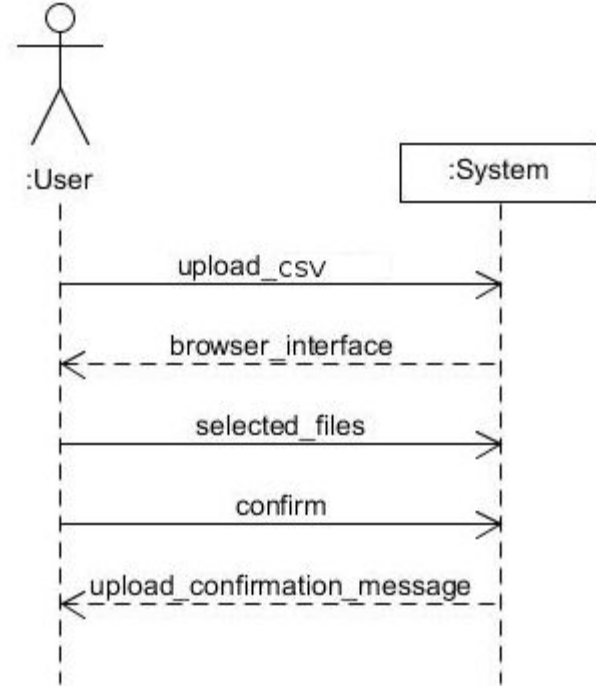 :User
:System
upload_csv
browser_interface
selected_files
confirm
upload_confirmation_message